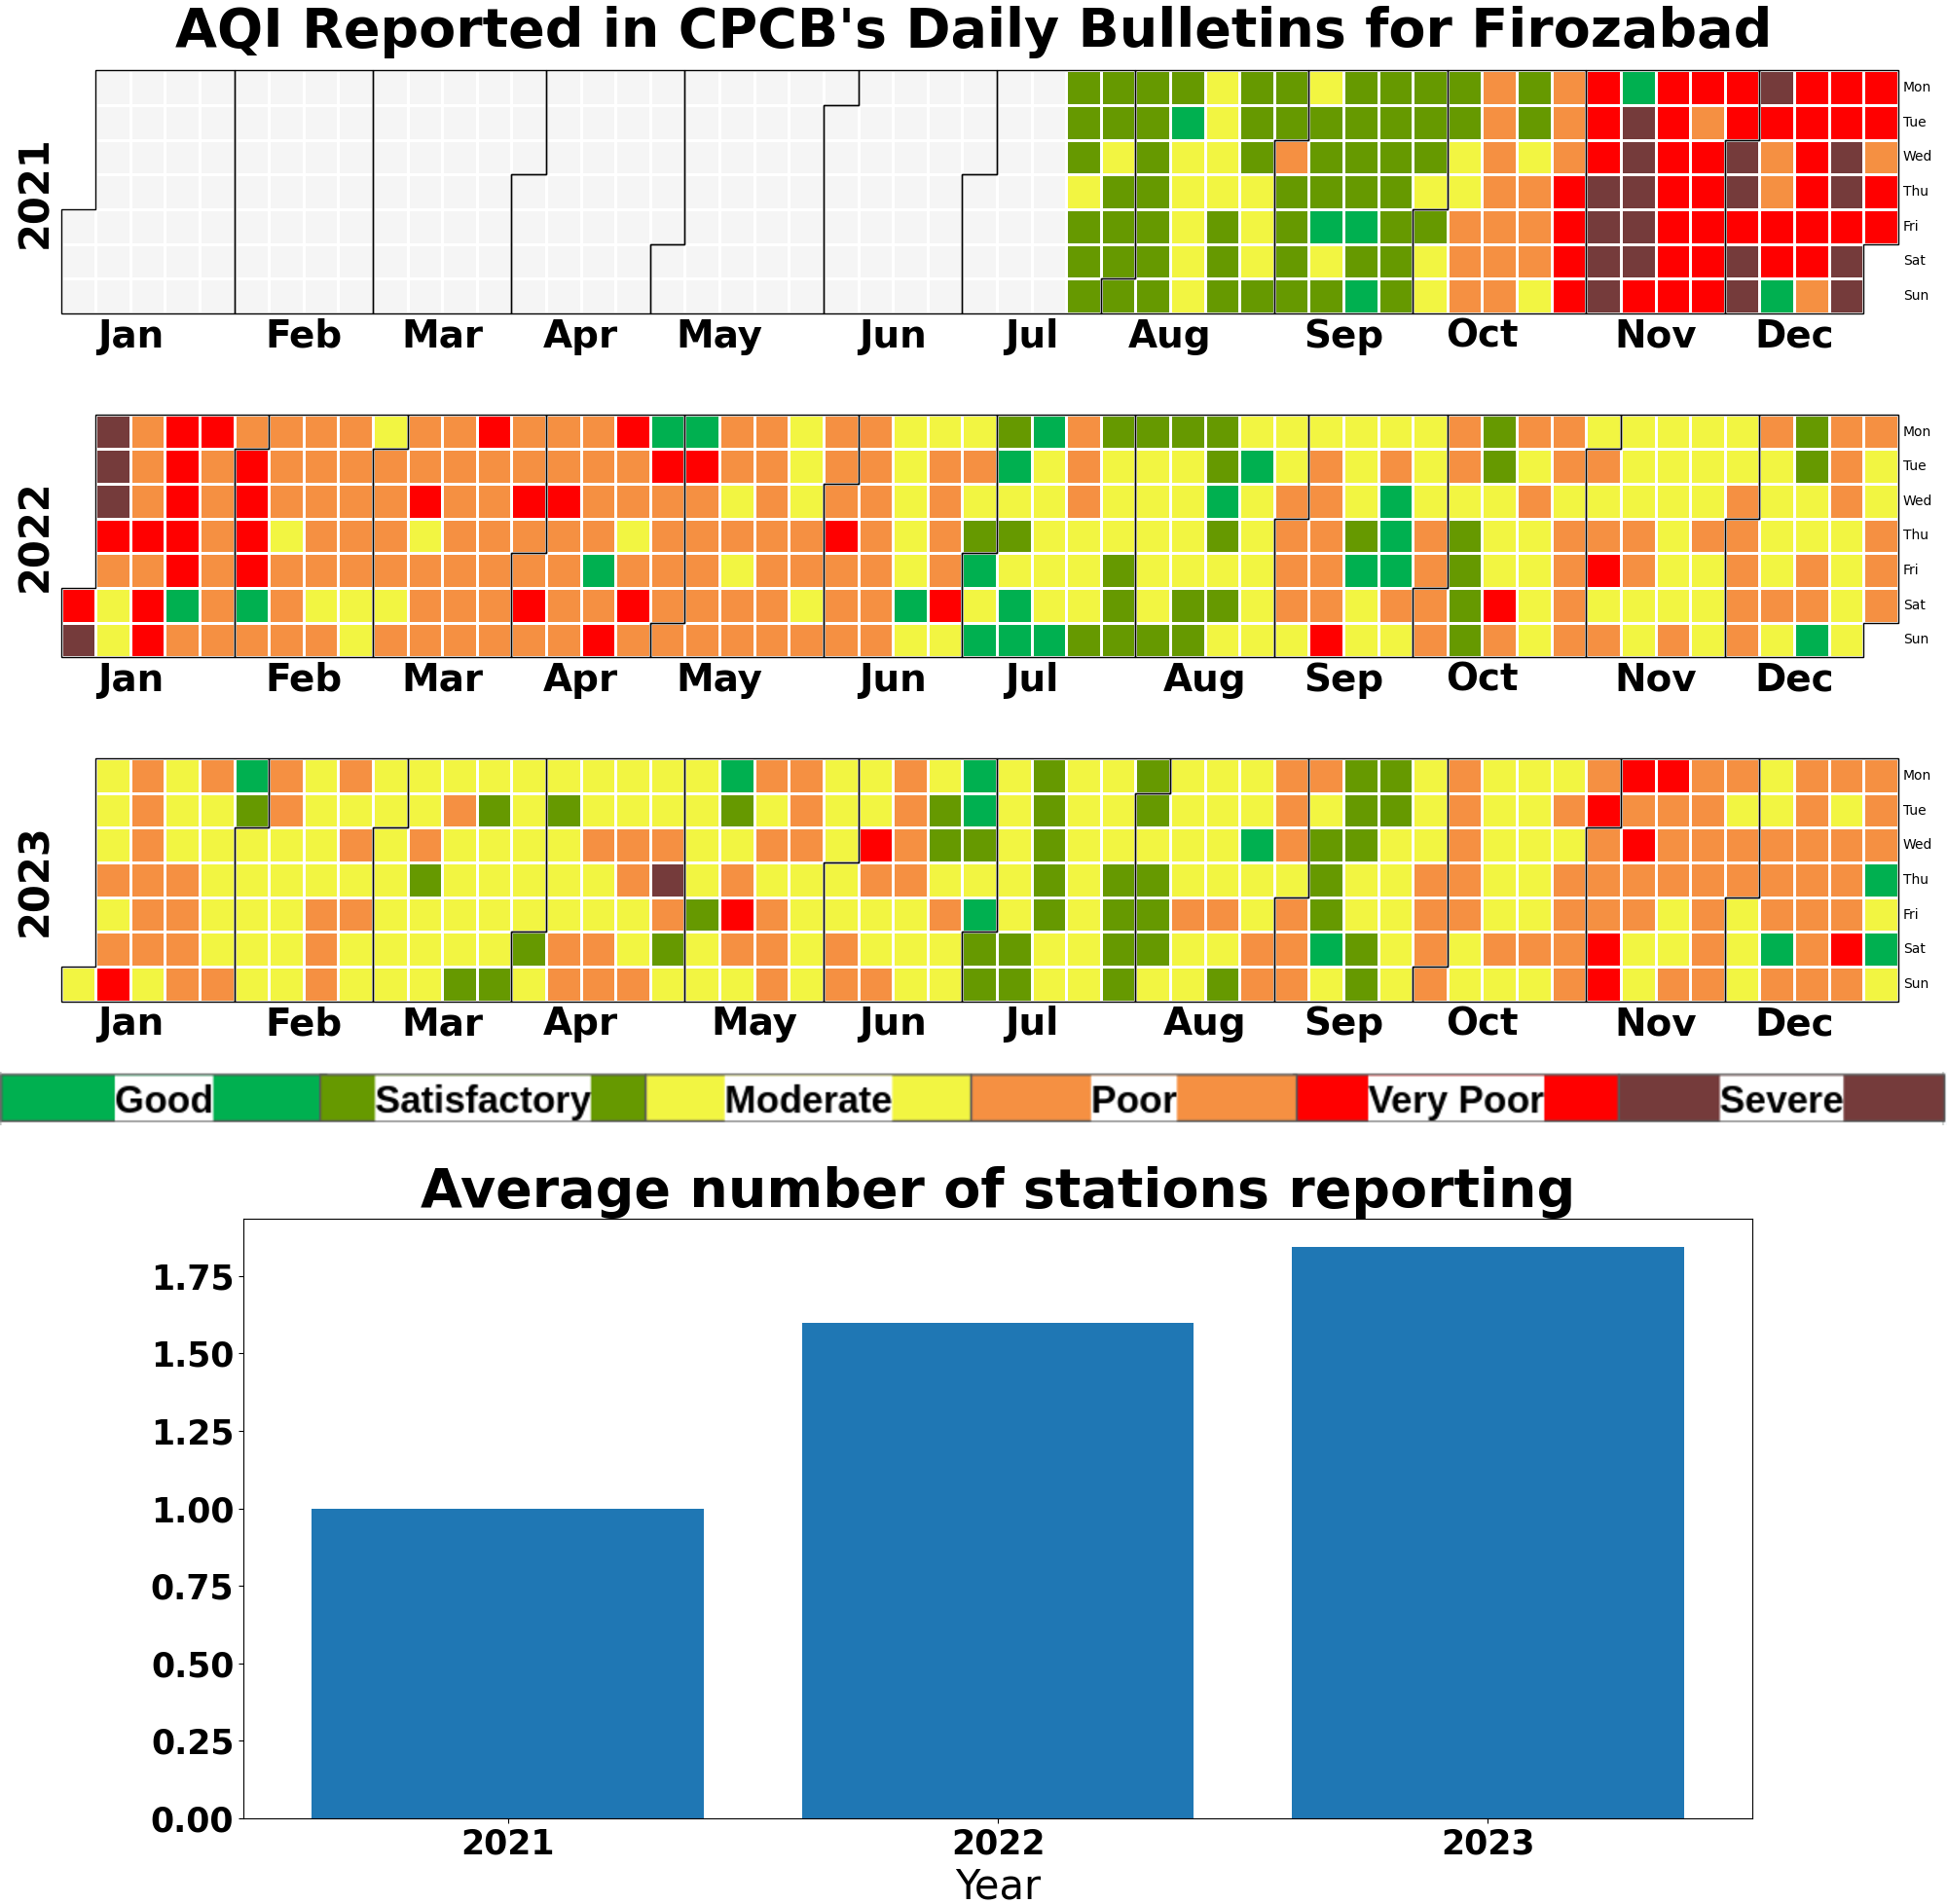 AQI Reported in CPCB's Daily Bulletins for Firozabad
2021
Mon
Tue
Wed
Thu
Fri
Sat
Sun
Jan Feb Mar Apr May Jun Jul Aug Sep Oct Nov Dec
2022
Mon
Tue
Wed
Thu
Fri
Sat
Sun
Jan Feb Mar Apr May Jun Jul Aug Sep Oct Nov Dec
2023
Mon
Tue
Wed
Thu
Fri
Sat
Sun
Jan Feb Mar Apr May Jun Jul Aug Sep Oct Nov Dec
Good Satisfactory Moderate Poor Very Poor Severe
Average number of stations reporting
1.75
1.50
1.25
1.00
0.75
0.50
0.25
0.00
2021 2022 2023
Year